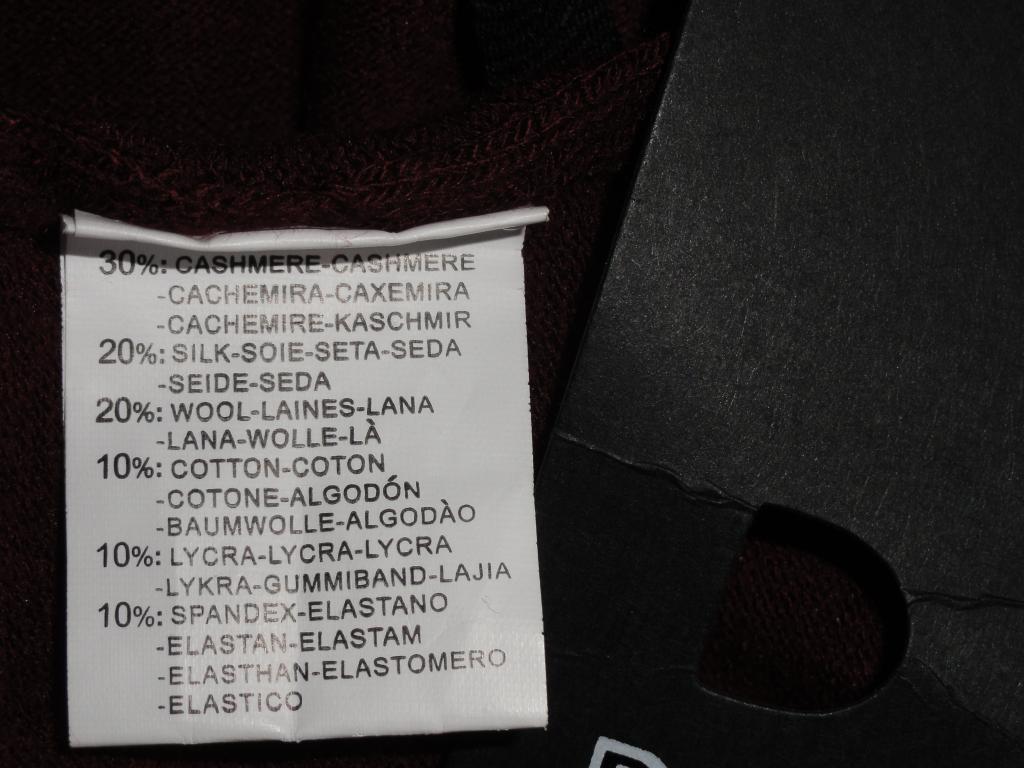 30%: CASHMERE-CASHMERE
-CACHEMIRA-CAXEMIRA
-CACHEMIRE-KASCHMIR
20%: SILK-SOIE-SETA-SEDA
-SEIDE-SEDA
20%: WOOL-LAINES-LANA
-LANA-WOLLE-LÀ
10%: COTTON-COTON
-COTONE-ALGODÓN
-BAUMWOLLE-ALGODÀO
10%: LYCRA-LYCRA-LYCRA
-LYKRA-GUMMIBAND-LAJIA
10%: SPANDEX-ELASTANO
-ELASTAN-ELASTAM
-ELASTHAN-ELASTOMERO
-ELASTICO